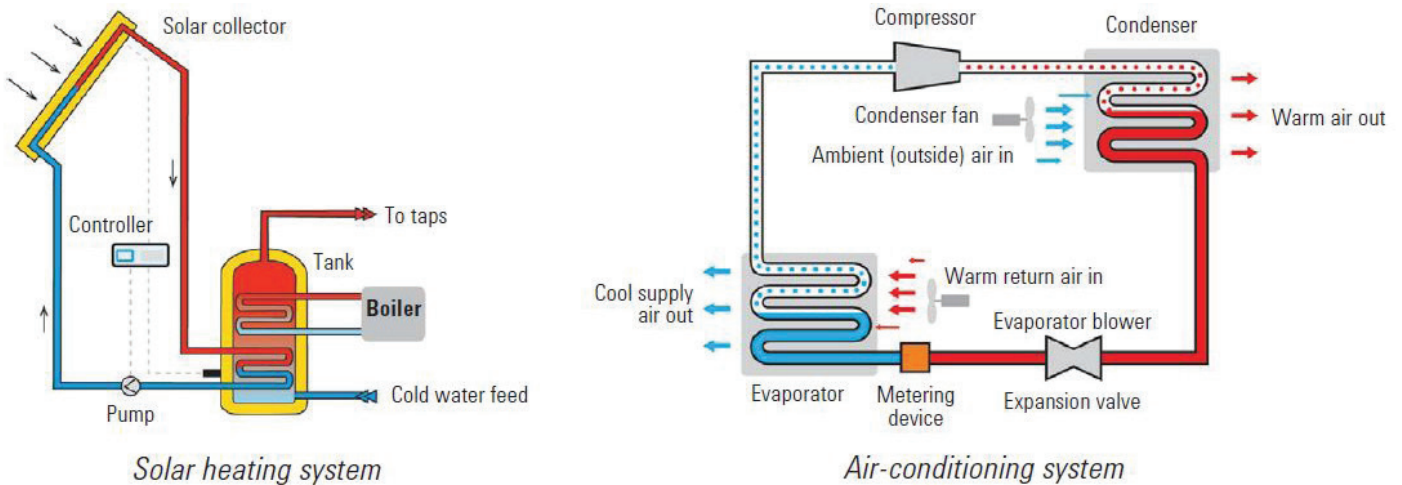 Solar collector
Controller
To taps
Tank
Boiler
Cold water feed
Pump
Solar heating system
Compressor
Condenser
Condenser fan
Ambient (outside) air in
Warm air out
Cool supply
air out
Warm return air in
Evaporator blower
Evaporator
Metering
device
Expansion valve
Air-conditioning system